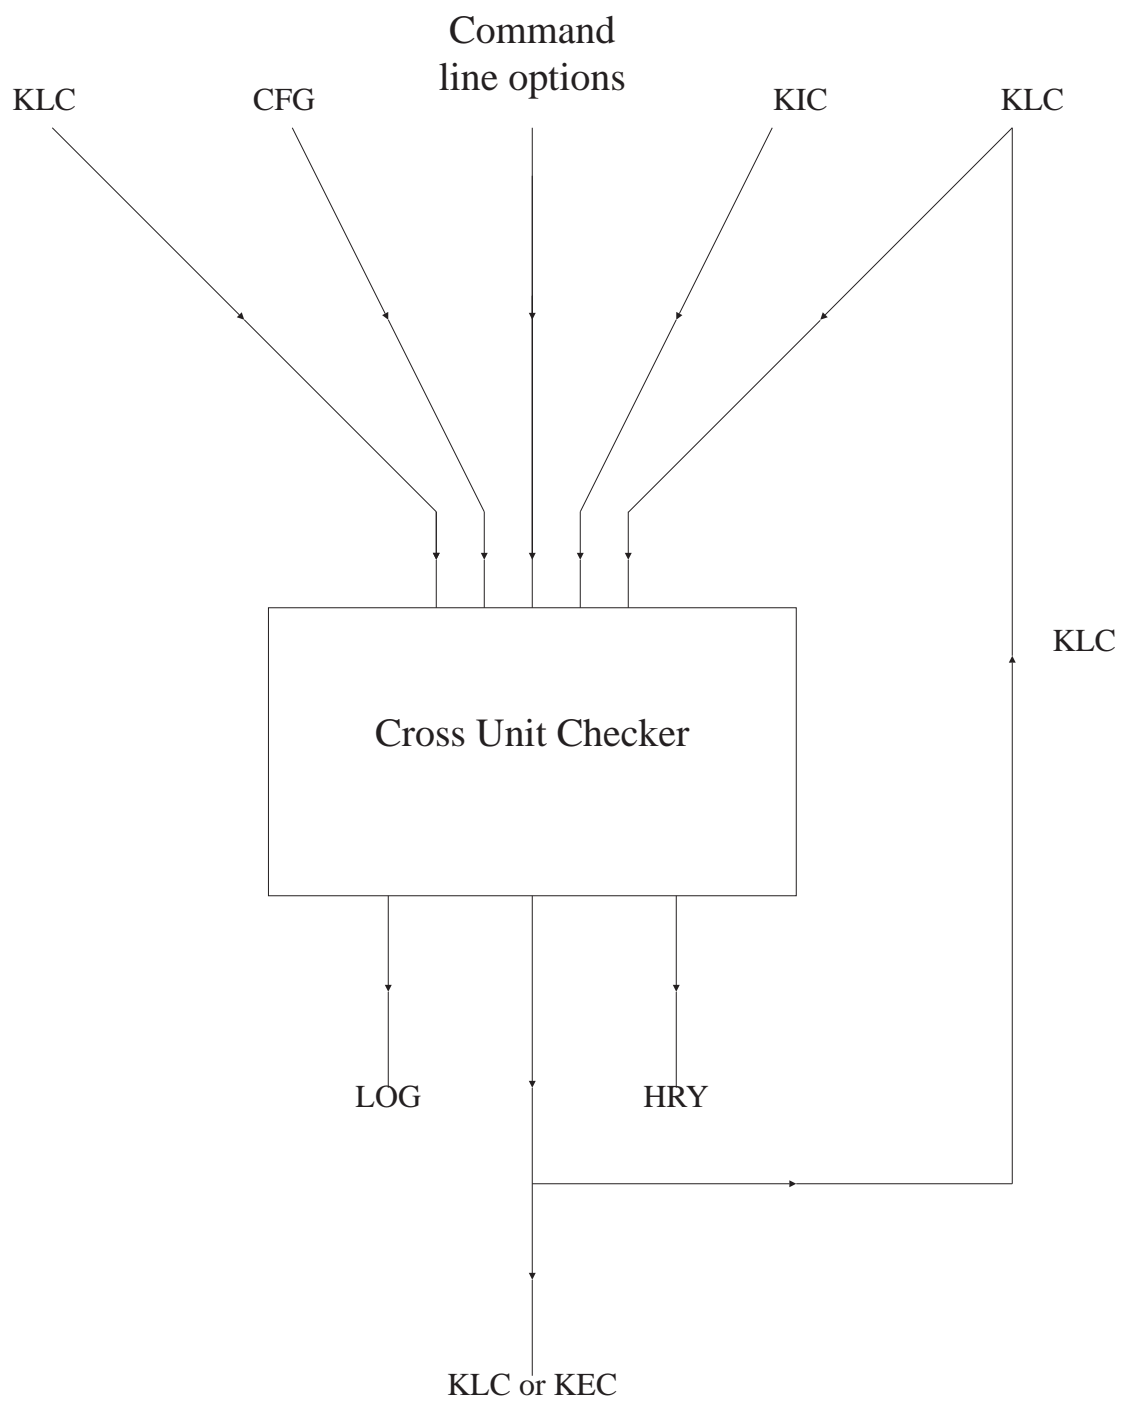 Command
line options
KLC
CFG
KIC
KLC
KLC
Cross Unit Checker
LOG
HRY
KLC or KEC